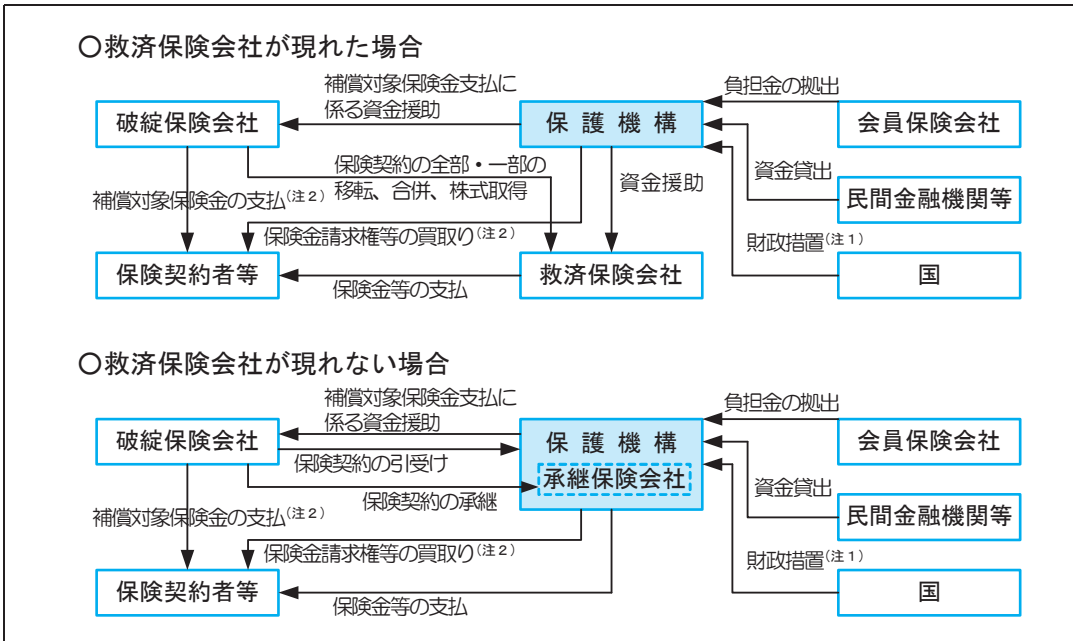 ○救済保険会社が現れた場合
補償対象保険金支払に
係る資金援助
負担金の拠出
破綻保険会社
保護機構
会員保険会社
保険契約の全部・一部の
移転、合併、株式取得
資金援助
資金貸出
民間金融機関等
補償対象保険金の支払(注2)
保険金請求権等の買取り(注2)
財政措置(注1)
保険契約者等
保険金等の支払
救済保険会社
国
○救済保険会社が現れない場合
補償対象保険金支払に
係る資金援助
負担金の拠出
破綻保険会社
保護機構
会員保険会社
保険契約の引受け
承継保険会社
保険契約の承継
資金貸出
民間金融機関等
補償対象保険金の支払(注2)
保険金請求権等の買取り(注2)
財政措置(注1)
保険契約者等
保険金等の支払
国